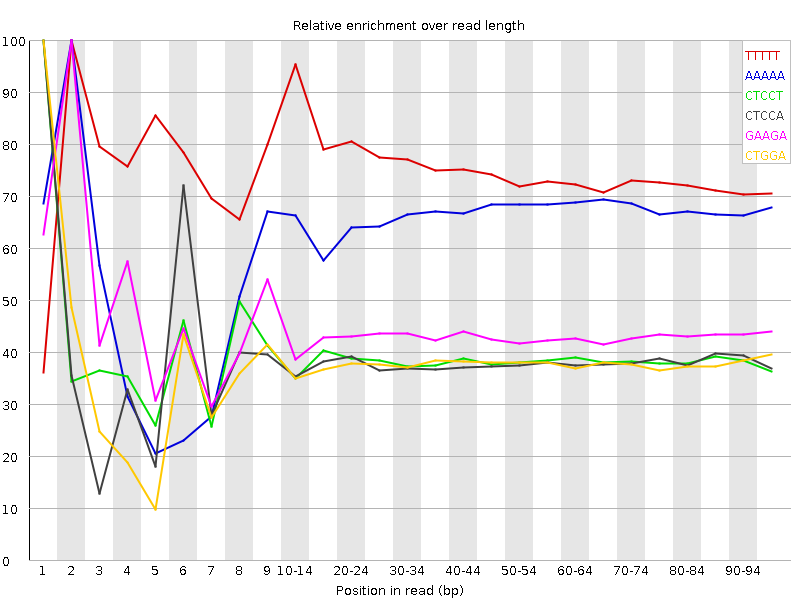 Relative enrichment over read length
100
90
80
70
60
50
40
30
20
10
0
TTTTT
AAAAA
CTCCT
CTCCA
GAAGA
CTGGA
1 2 3 4 5 6 7 8 9 10-14 20-24 30-34 40-44 50-54 60-64 70-74 80-84 90-94
Position in read (bp)